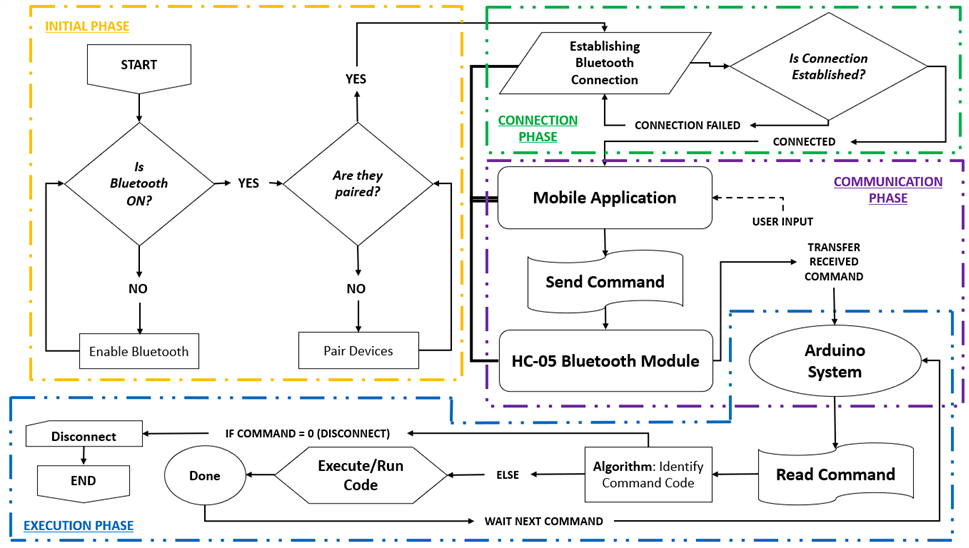 INITIAL PHASE
START
Is
Bluetooth
ON?
YES
NO
Enable Bluetooth
YES
Are they
paired?
NO
Pair Devices
Establishing
Bluetooth
Connection
Is Connection
Established?
CONNECTION
PHASE
CONNECTION FAILED
CONNECTED
COMMUNICATION
PHASE
Mobile Application
USER INPUT
Send Command
TRANSFER
RECEIVED
COMMAND
HC-05 Bluetooth Module
Arduino
System
Disconnect
IF COMMAND = 0 (DISCONNECT)
END
Done
Execute/Run
Code
ELSE
Algorithm: Identify
Command Code
Read Command
EXECUTION PHASE
WAIT NEXT COMMAND